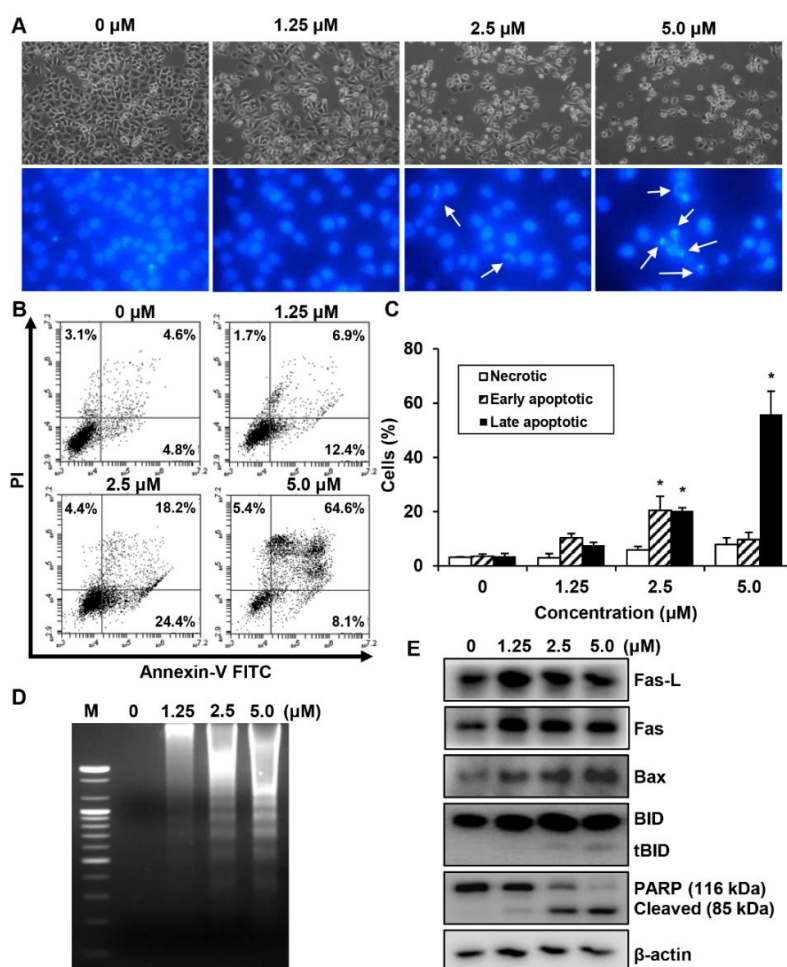 A
0 µM 1.25 µM 2.5 µM 5.0 µM
B
0 µM 1.25 µM
3.1% 4.6% 1.7% 6.9%
4.8% 12.4%
2.5 µM 5.0 µM
4.4% 18.2% 5.4% 64.6%
24.4% 8.1%
PI
Annexin-V FITC
C
80
60
40
20
0
Cells (%)
Necrotic
Early apoptotic
Late apoptotic
* * *
0 1.25 2.5 5.0
Concentration (µM)
D
M 0 1.25 2.5 5.0 (µM)
E
0 1.25 2.5 5.0 (µM)
Fas-L
Fas
Bax
BID
tBID
PARP (116 kDa)
Cleaved (85 kDa)
β-actin